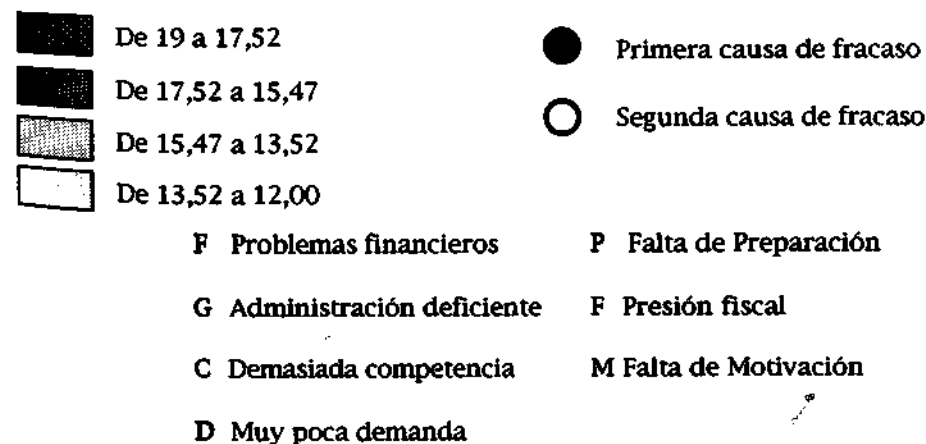 De 19 a 17,52
De 17,52 a 15,47
De 15,47 a 13,52
De 13,52 a 12,00
Primera causa de fracaso
Segunda causa de fracaso
F Problemas financieros
P Falta de Preparación
G Administración deficiente
F Presión fiscal
C Demasiada competencia
M Falta de Motivación
D Muy poca demanda